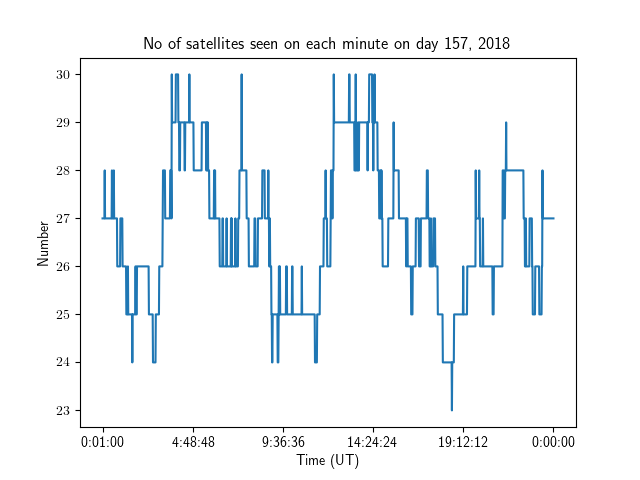 No of satellites seen on each minute on day 157, 2018
30
29
28
27
26
25
24
23
Number
0:01:00 4:48:48 9:36:36 14:24:24 19:12:12 0:00:00
Time (UT)